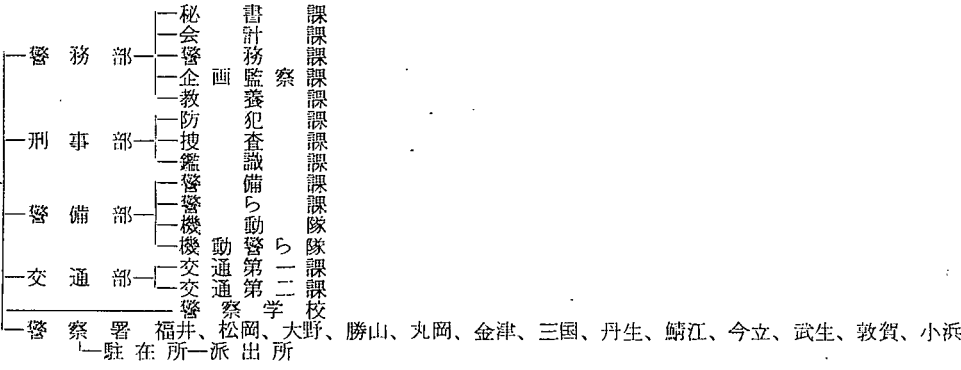 秘書課
会計課
警務部 警務課
企画監察課
教養課
防犯課
刑事部 捜査課
鑑識課
警備課
警備部 警ら課
機動隊
機動警ら隊
交通部 交通第一課
交通第二課
警察学校
警察署 福井、松岡、大野、勝山、丸岡、金津、三国、丹生、鯖江、今立、武生、敦賀、小浜
駐在所―派出所